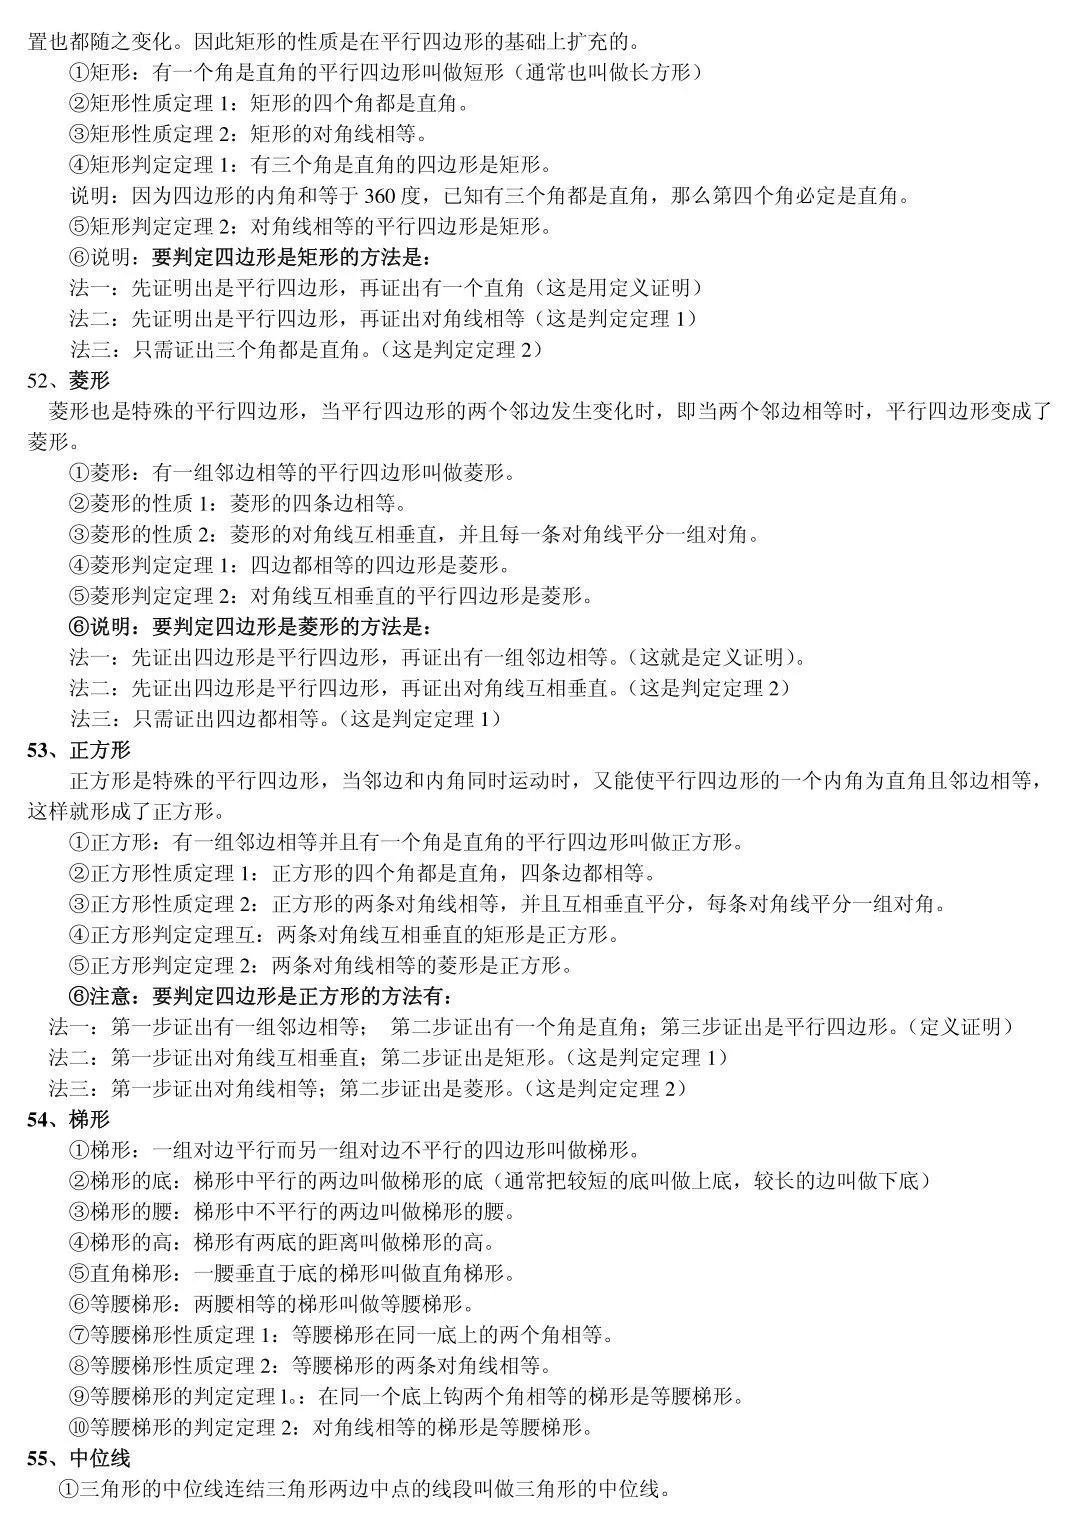 置也都随之变化。因此矩形的性质是在平行四边形的基础上扩充的。
①矩形：有一个角是直角的平行四边形叫做短形（通常也叫做长方形）
②矩形性质定理 1：矩形的四个角都是直角。
③矩形性质定理 2：矩形的对角线相等。
④矩形判定定理 1：有三个角是直角的四边形是矩形。
说明：因为四边形的内角和等于 360 度，已知有三个角都是直角，那么第四个角必定是直角。
⑤矩形判定定理 2：对角线相等的平行四边形是矩形。
⑥说明：要判定四边形是矩形的方法是：
法一：先证明出是平行四边形，再证出有一个直角（这是用定义证明）
法二：先证明出是平行四边形，再证出对角线相等（这是判定定理 1）
法三：只需证出三个角都是直角。（这是判定定理 2）
52、菱形
菱形也是特殊的平行四边形，当平行四边形的两个邻边发生变化时，即当两个邻边相等时，平行四边形变成了
菱形。
①菱形：有一组邻边相等的平行四边形叫做菱形。
②菱形的性质 1：菱形的四条边相等。
③菱形的性质 2：菱形的对角线互相垂直，并且每一条对角线平分一组对角。
④菱形判定定理 1：四边都相等的四边形是菱形。
⑤菱形判定定理 2：对角线互相垂直的平行四边形是菱形。
⑥说明：要判定四边形是菱形的方法是：
法一：先证出四边形是平行四边形，再证出有一组邻边相等。（这就是定义证明）。
法二：先证出四边形是平行四边形，再证出对角线互相垂直。（这是判定定理 2）
法三：只需证出四边都相等。（这是判定定理 1）
53、正方形
正方形是特殊的平行四边形，当邻边和内角同时运动时，又能使平行四边形的一个内角为直角且邻边相等，
这样就形成了正方形。
①正方形：有一组邻边相等并且有一个角是直角的平行四边形叫做正方形。
②正方形性质定理 1：正方形的四个角都是直角，四条边都相等。
③正方形性质定理 2：正方形的两条对角线相等，并且互相垂直平分，每条对角线平分一组对角。
④正方形判定定理互：两条对角线互相垂直的矩形是正方形。
⑤正方形判定定理 2：两条对角线相等的菱形是正方形。
⑥注意：要判定四边形是正方形的方法有：
法一：第一步证出有一组邻边相等； 第二步证出有一个角是直角；第三步证出是平行四边形。（定义证明）
法二：第一步证出对角线互相垂直；第二步证出是矩形。（这是判定定理 1）
法三：第一步证出对角线相等；第二步证出是菱形。（这是判定定理 2）
54、梯形
①梯形：一组对边平行而另一组对边不平行的四边形叫做梯形。
②梯形的底：梯形中平行的两边叫做梯形的底（通常把较短的底叫做上底，较长的边叫做下底）
③梯形的腰：梯形中不平行的两边叫做梯形的腰。
④梯形的高：梯形有两底的距离叫做梯形的高。
⑤直角梯形：一腰垂直于底的梯形叫做直角梯形。
⑥等腰梯形：两腰相等的梯形叫做等腰梯形。
⑦等腰梯形性质定理 1：等腰梯形在同一底上的两个角相等。
⑧等腰梯形性质定理 2：等腰梯形的两条对角线相等。
⑨等腰梯形的判定定理 l。：在同一个底上钩两个角相等的梯形是等腰梯形。
⑩等腰梯形的判定定理 2：对角线相等的梯形是等腰梯形。
55、中位线
①三角形的中位线连结三角形两边中点的线段叫做三角形的中位线。